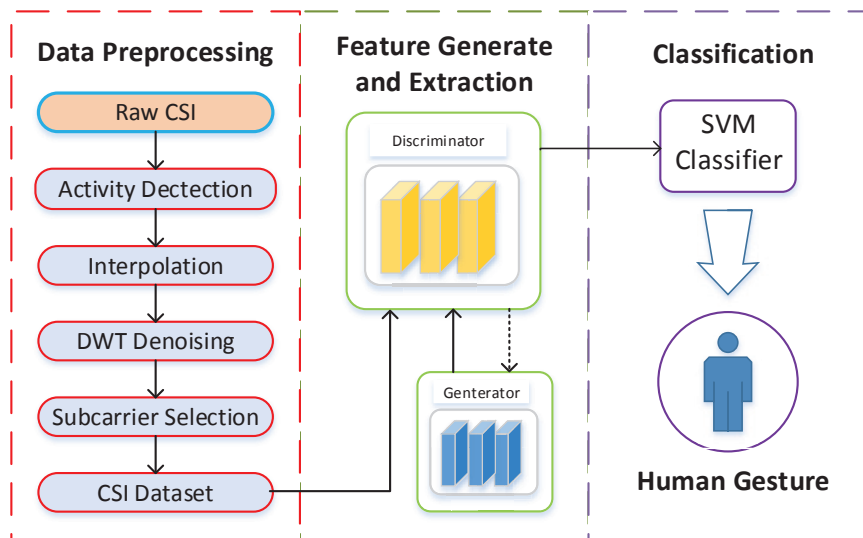 Data Preprocessing
Raw CSI
Activity Dectection
Interpolation
DWT Denoising
Subcarrier Selection
CSI Dataset
Feature Generate
and Extraction
Discriminator
Genterator
Classification
SVM
Classifier
Human Gesture